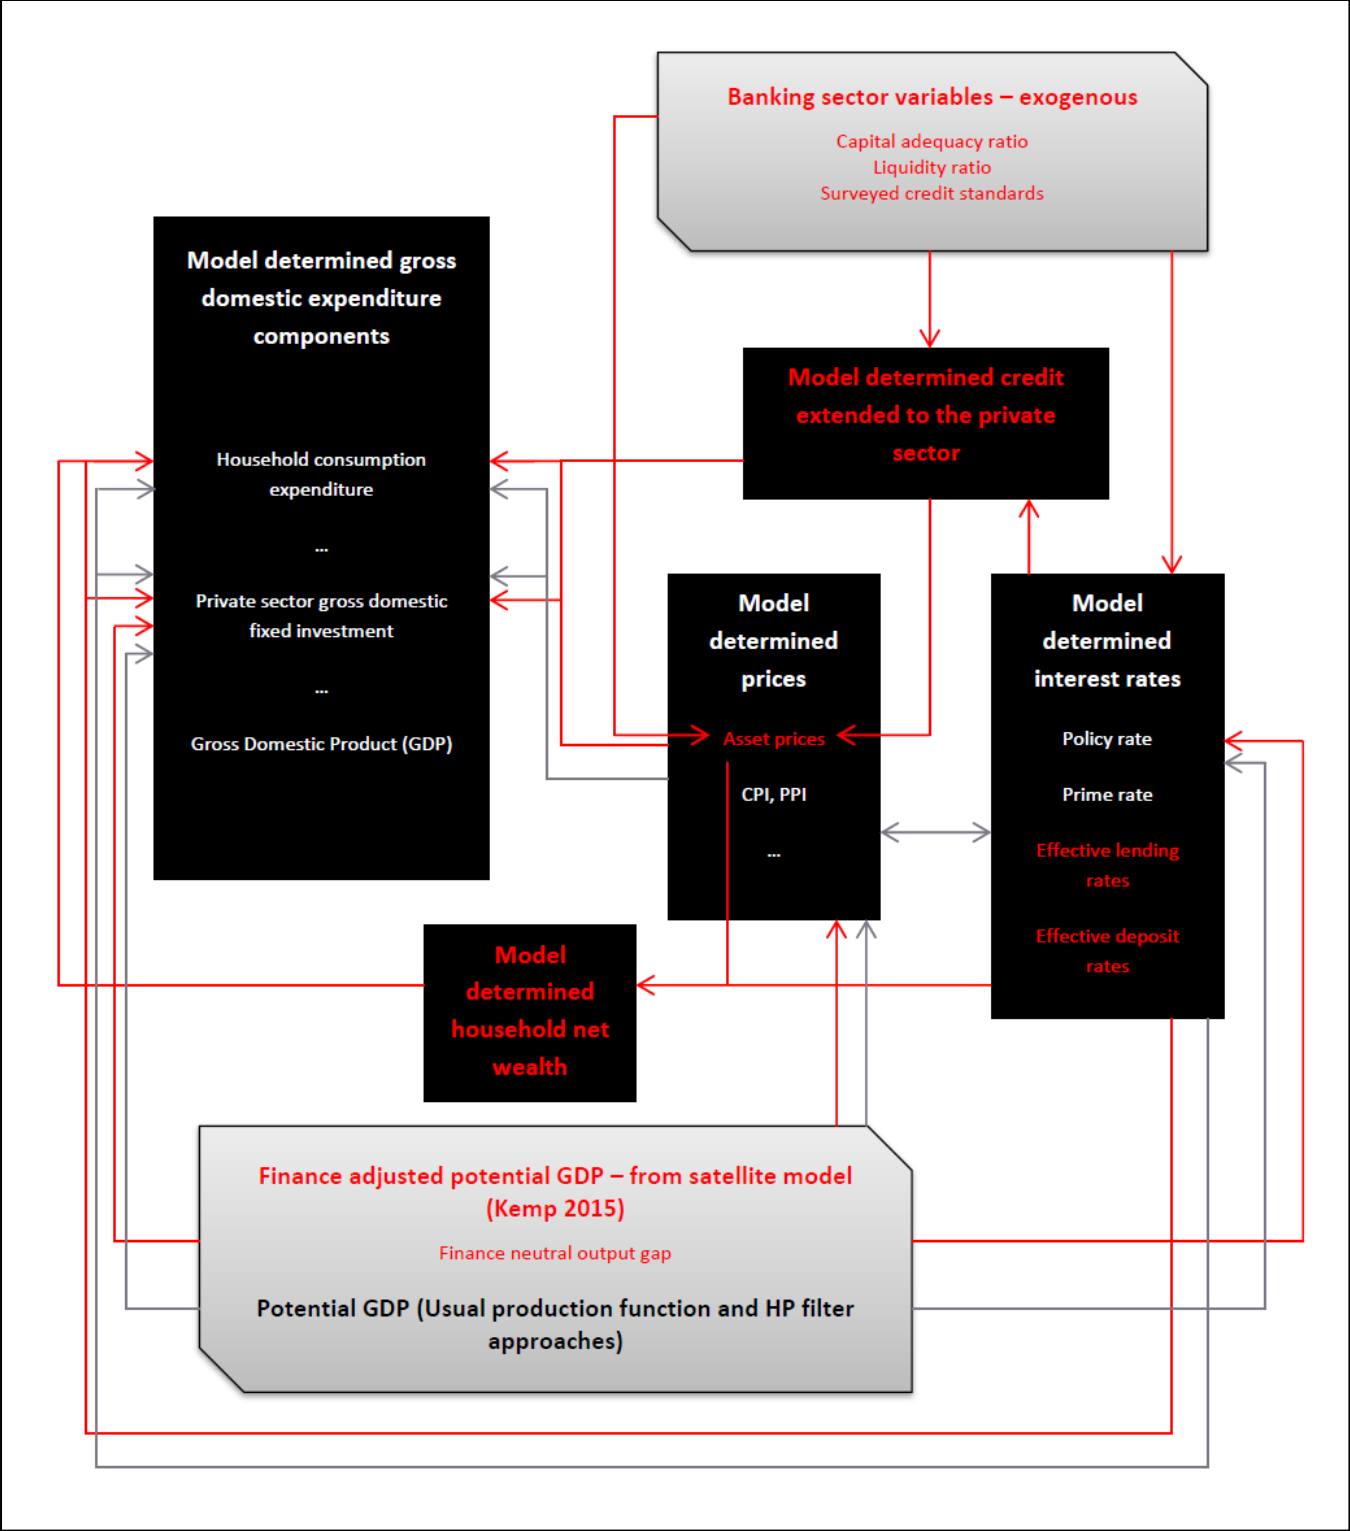 Banking sector variables – exogenous
Capital adequacy ratio
Liquidity ratio
Surveyed credit standards
Model determined gross
domestic expenditure
components
Household consumption
expenditure
...
Private sector gross domestic
fixed investment
...
Gross Domestic Product (GDP)
Model determined credit
extended to the private
sector
Model
determined
prices
Asset prices
CPI, PPI
...
Model
determined
interest rates
Policy rate
Prime rate
Effective lending
rates
Effective deposit
rates
Model
determined
household net
wealth
Finance adjusted potential GDP – from satellite model
(Kemp 2015)
Finance neutral output gap
Potential GDP (Usual production function and HP filter
approaches)